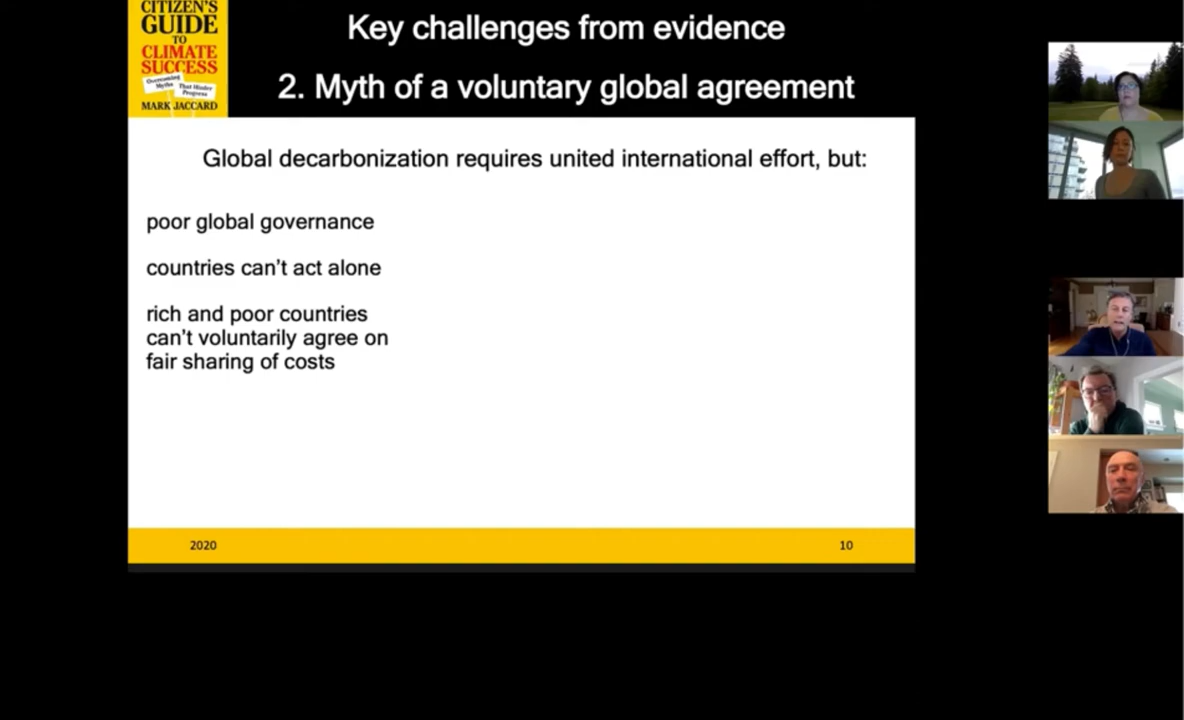 CITIZEN'S
GUIDE
TO
CLIMATE
SUCCESS
Overcoming
Myths
That Hinder
Progress
MARK JACCARD
Key challenges from evidence
2. Myth of a voluntary global agreement
Global decarbonization requires united international effort, but:
poor global governance
countries can't act alone
rich and poor countries
can't voluntarily agree on
fair sharing of costs
2020
10